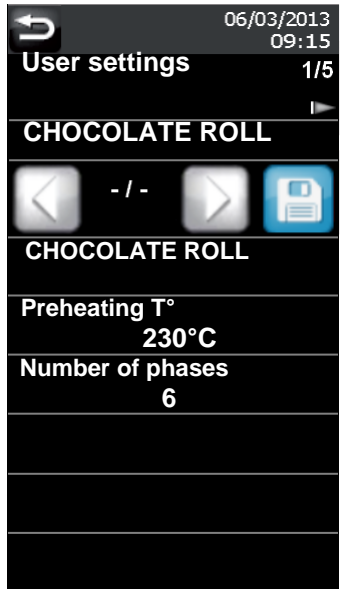 06/03/2013
09:15
User settings
1/5
CHOCOLATE ROLL
- / -
CHOCOLATE ROLL
Preheating T°
230°C
Number of phases
6